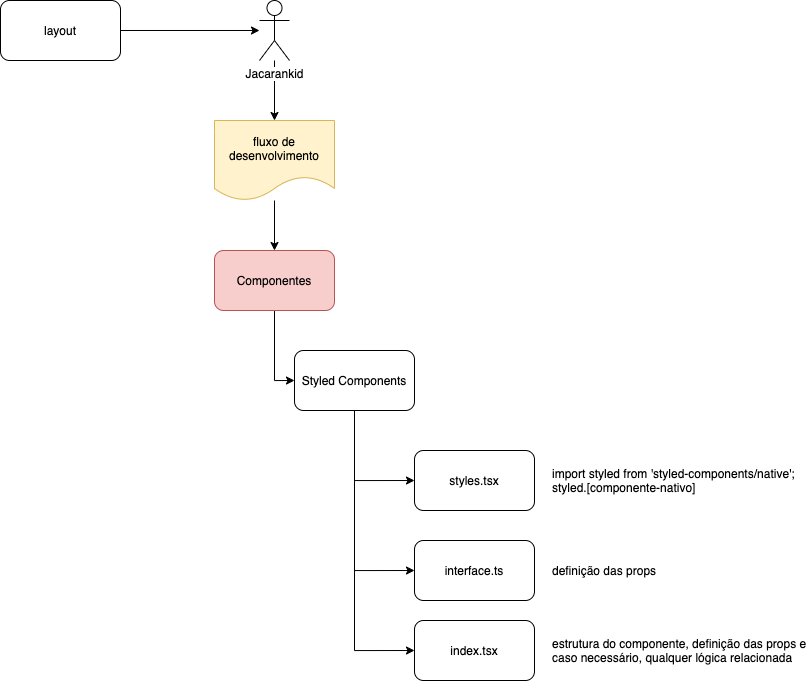 layout
Jacarankid
fluxo de
desenvolvimento
Componentes
Styled Components
styles.tsx
import styled from 'styled-components/native';
styled.[componente-nativo]
interface.ts
definição das props
index.tsx
estrutura do componente, definição das props e
caso necessário, qualquer lógica relacionada